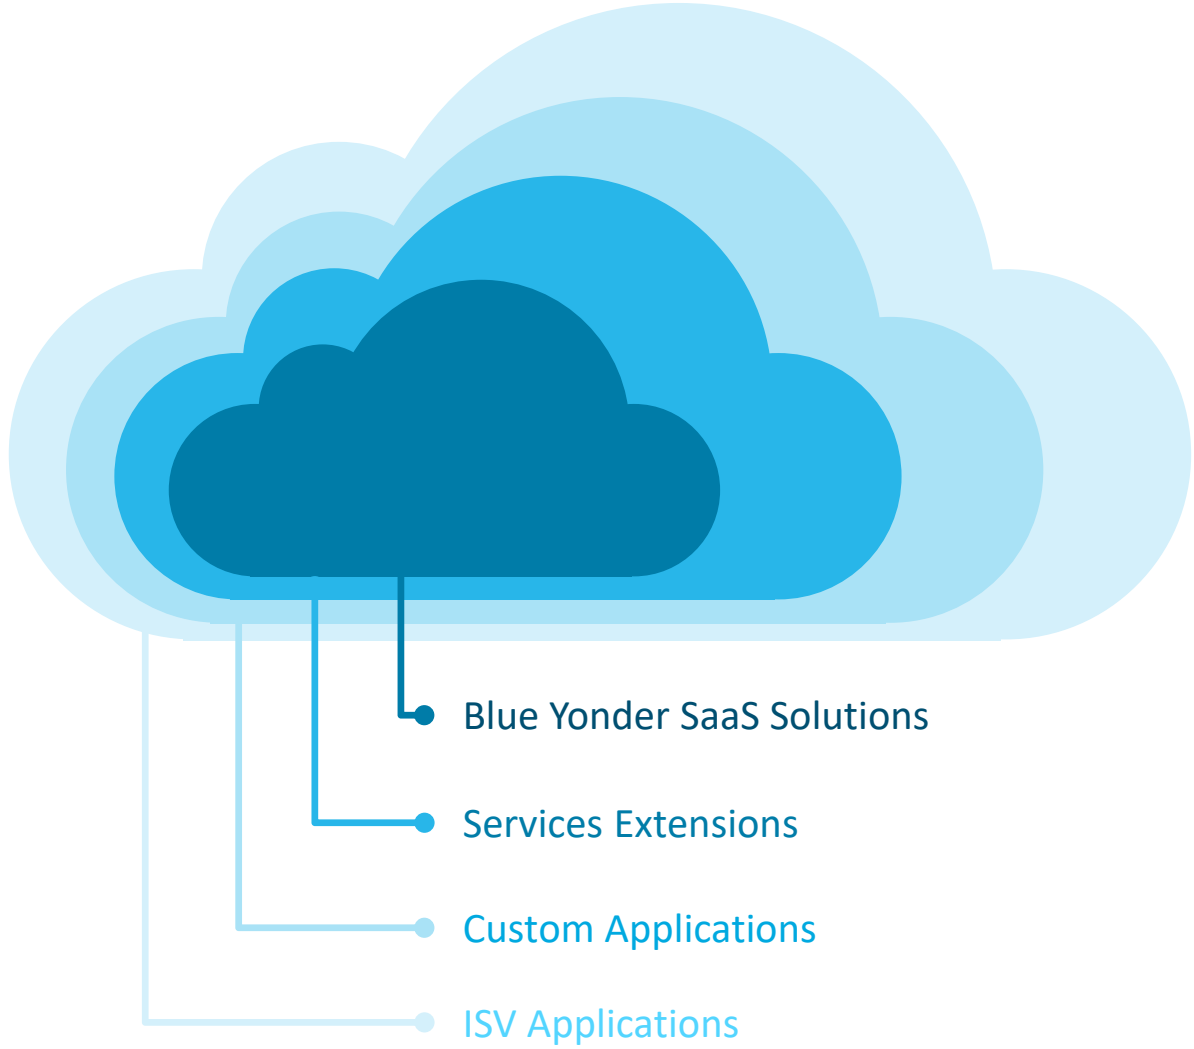 Blue Yonder SaaS Solutions
Services Extensions
Custom Applications
ISV Applications